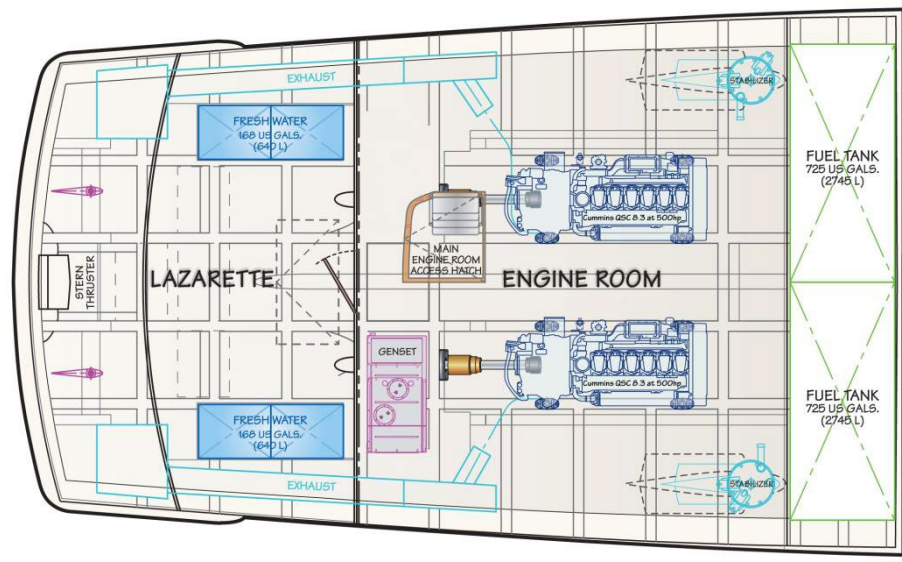 EXHAUST
FRESH WATER
168 US GALS.
(640 L)
STABILIZER
FUEL TANK
725 US GALS.
(2745 L)
Cummins QSC 8.3 at 500hp
MAIN
ENGINE ROOM
ACCESS HATCH
STERN
THRUSTER
LAZARETTE
ENGINE ROOM
GENSET
Cummins QSC 8.3 at 500hp
FUEL TANK
725 US GALS.
(2745 L)
FRESH WATER
168 US GALS.
(640 L)
EXHAUST
STABILIZER